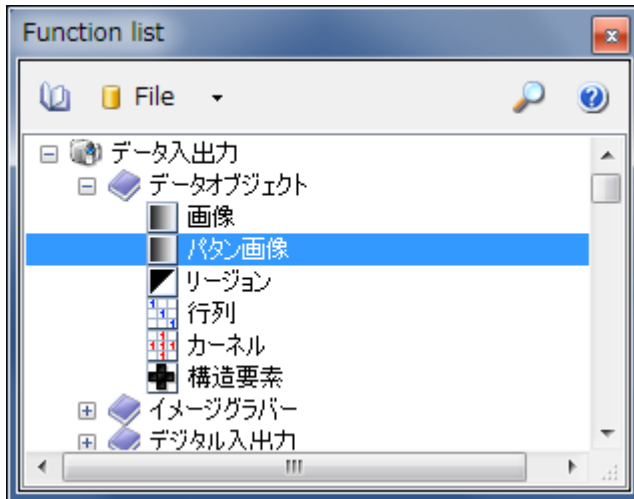 Function list
File
データ入出力
データオブジェクト
画像
パタン画像
リージョン
行列
カーネル
構造要素
イメージグラバー
デジタル入出力